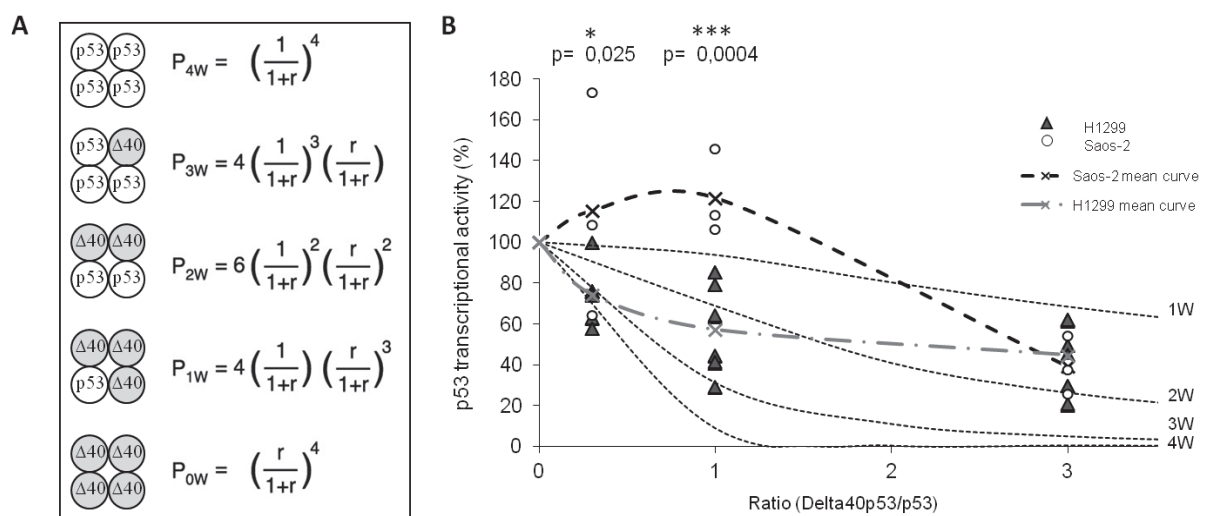 A
p53 p53
p53 p53
P4W = (1/1+r)^4
p53 Δ40
p53 p53
P3W = 4 (1/1+r)^3 (r/1+r)
Δ40 Δ40
p53 p53
P2W = 6 (1/1+r)^2 (r/1+r)^2
Δ40 Δ40
p53 Δ40
P1W = 4 (1/1+r) (r/1+r)^3
Δ40 Δ40
Δ40 Δ40
P0W = (r/1+r)^4
B
* ***
p= 0,025 p= 0,0004
p53 transcriptional activity (%)
180
160
140
120
100
80
60
40
20
0
H1299
Saos-2
Saos-2 mean curve
H1299 mean curve
1W
2W
3W
4W
0 1 2 3
Ratio (Delta40p53/p53)